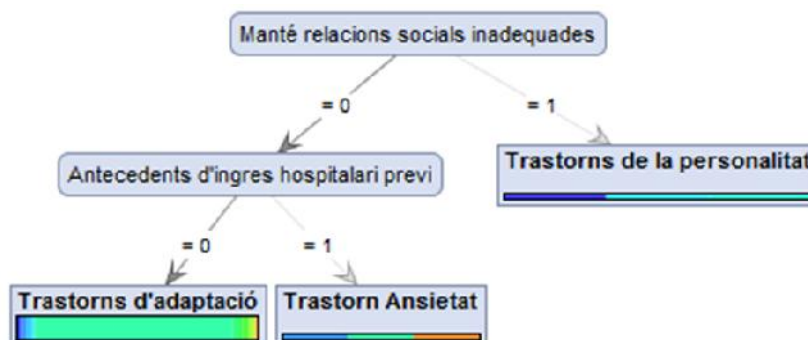 Manté relacions socials inadequades
= 0
= 1
Antecedents d'ingres hospitalari previ
Trastorns de la personalitat
= 0
= 1
Trastorns d'adaptació
Trastorn Ansietat